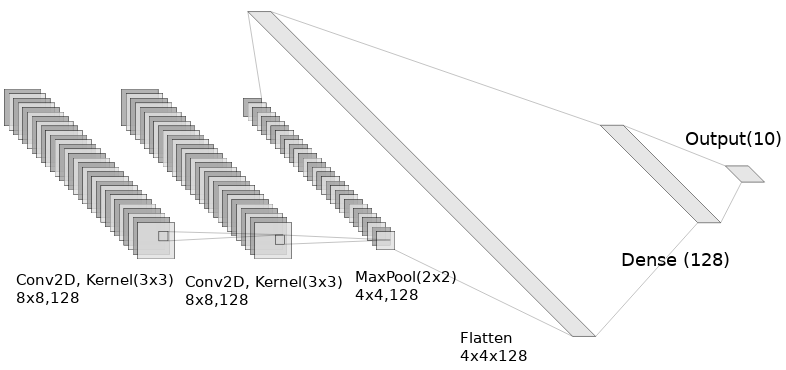 Conv2D, Kernel(3x3)
8x8,128
Conv2D, Kernel(3x3)
8x8,128
MaxPool(2x2)
4x4,128
Flatten
4x4x128
Dense (128)
Output(10)